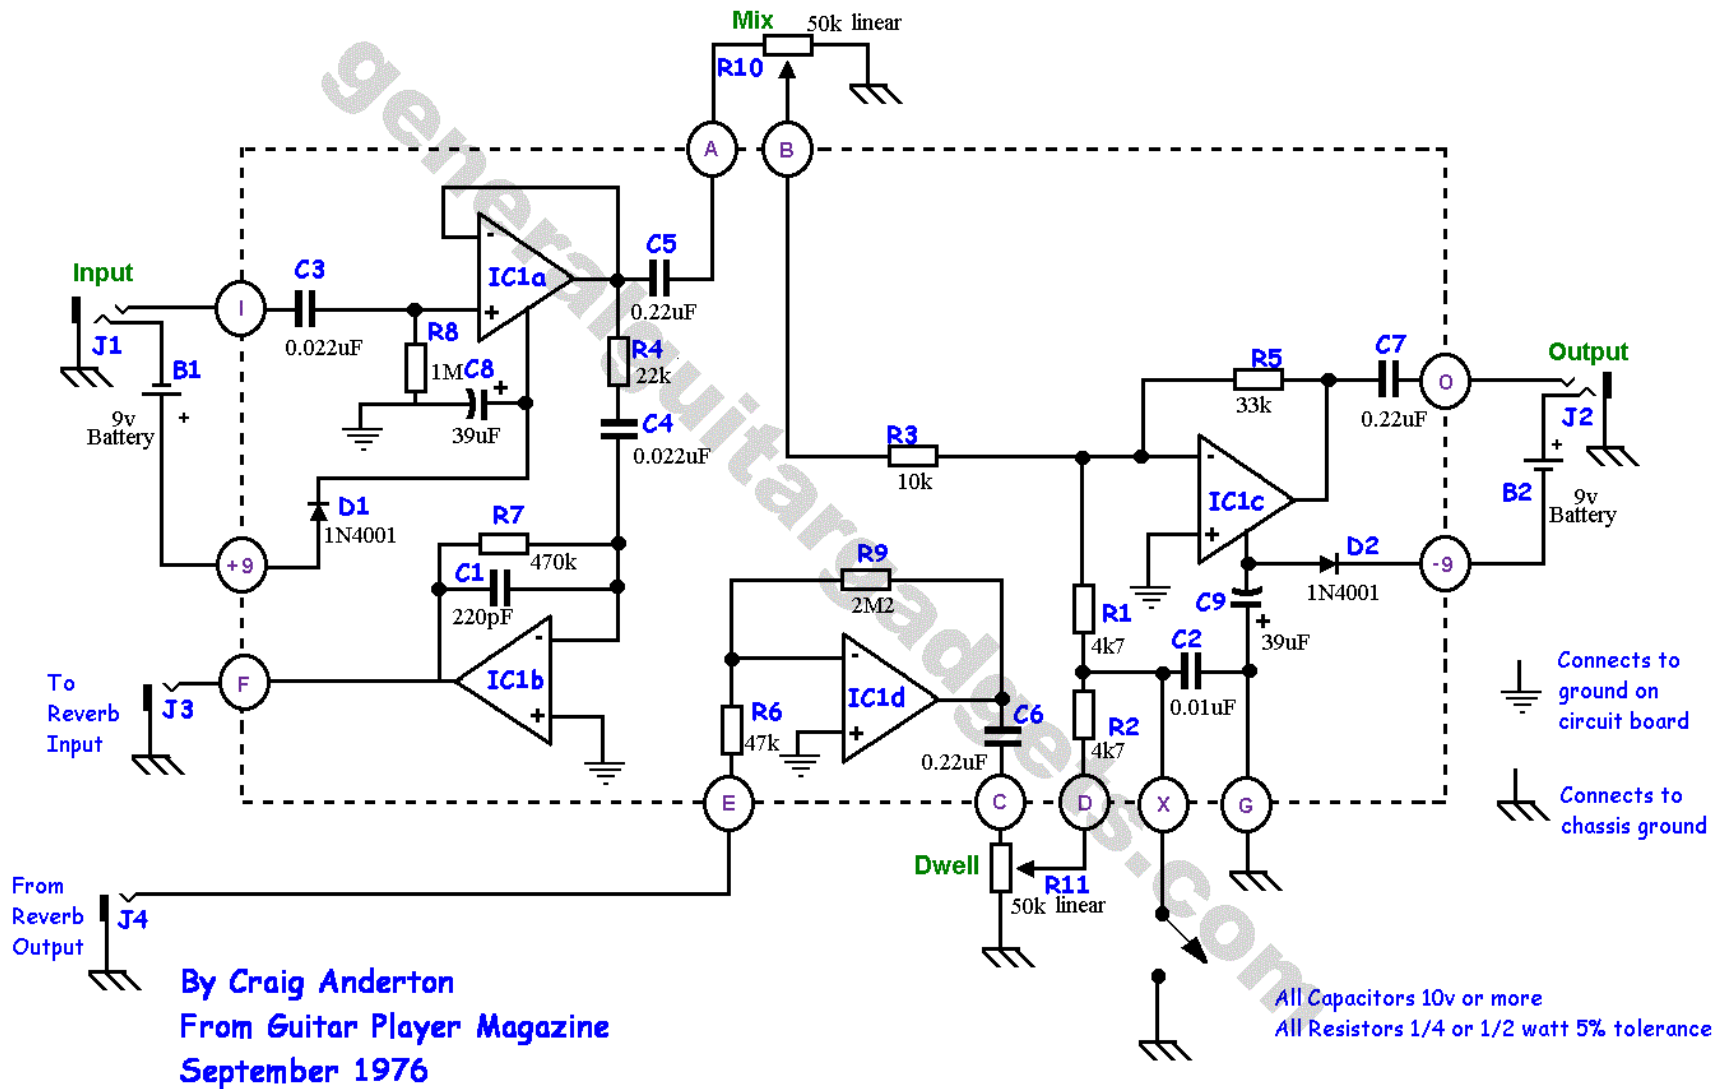 Mix
50k linear
R10
A
B
Input
I
C3
0.022uF
J1
B1
+
9v
Battery
-
IC1a
+
C5
0.22uF
R8
1M
C8
+
39uF
R4
22k
C4
0.022uF
D1
1N4001
+9
R7
470k
C1
220pF
-
IC1b
+
F
To
Reverb
Input
J3
R9
2M2
-
IC1d
+
R6
47k
C6
0.22uF
E
C
D
X
G
R3
10k
R5
33k
-
IC1c
+
C7
0.22uF
O
Output
J2
+
B2
9v
Battery
-9
D2
1N4001
C9
+
39uF
R1
4k7
C2
0.01uF
R2
4k7
Dwell
R11
50k linear
From
Reverb
Output
J4
Connects to
ground on
circuit board
Connects to
chassis ground
By Craig Anderton
From Guitar Player Magazine
September 1976
All Capacitors 10v or more
All Resistors 1/4 or 1/2 watt 5% tolerance
generalguitargadgets.com